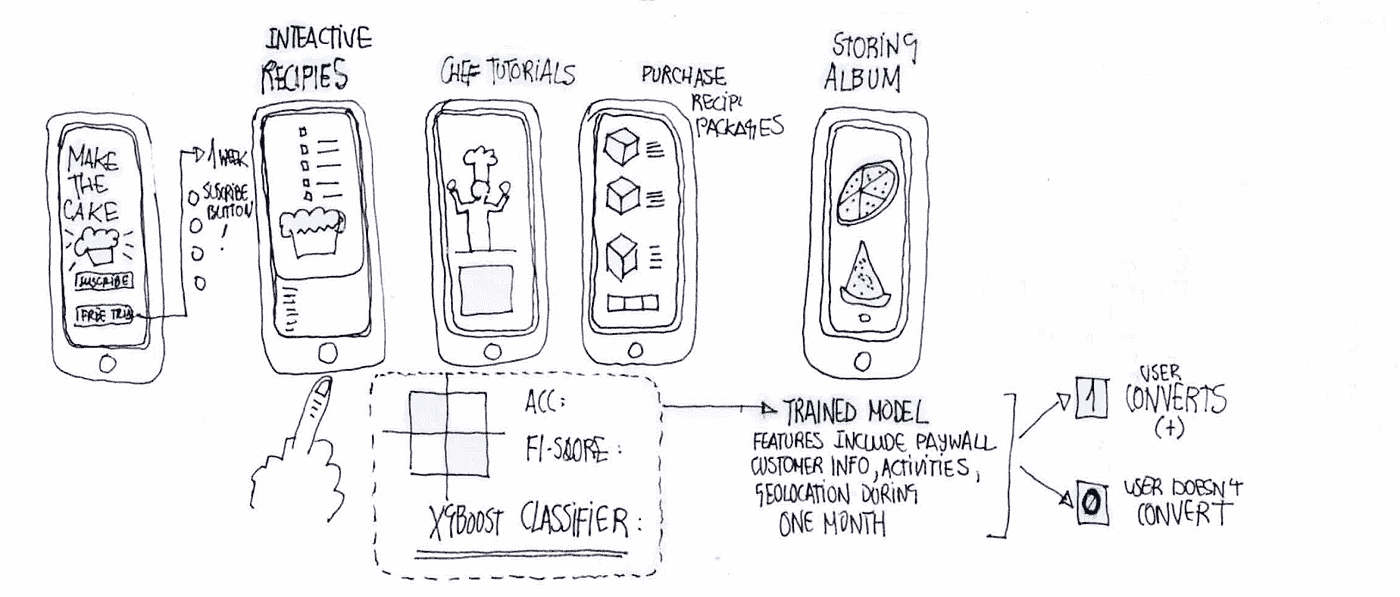 INTEACTIVE
RECIPIES
CHEF TUTORIALS
PURCHASE
RECIPE
PACKAGES
STORING
ALBUM
MAKE
THE
CAKE
SUSCRIBE
FREE TRIAL
1 WEEK
SUSCRIBE
BUTTON
!
ACC:
F1-SCORE:
XGBOOST CLASSIFIER:
TRAINED MODEL
FEATURES INCLUDE PAYWALL
CUSTOMER INFO, ACTIVITIES,
GEOLOCATION DURING
ONE MONTH
1
USER
CONVERTS
(+)
0
USER DOESN'T
CONVERT